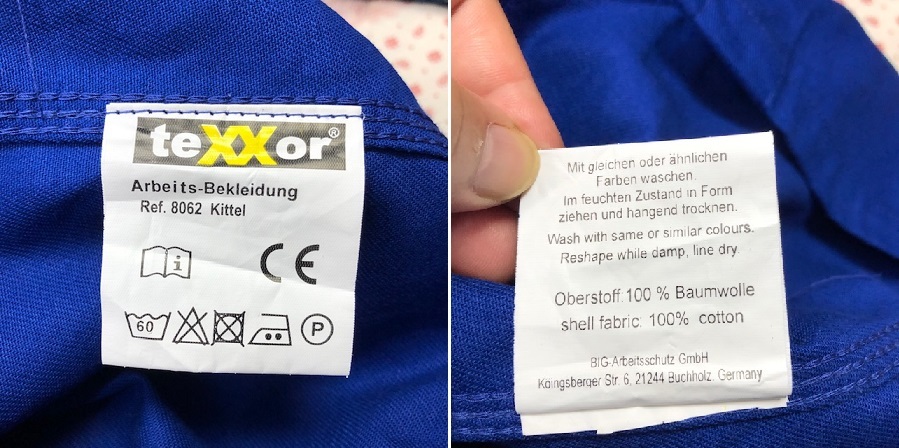 teXXor®
Arbeits-Bekleidung
Ref. 8062 Kittel
i
CE
60
P
Mit gleichen oder ähnlichen
Farben waschen.
Im feuchten Zustand in Form
ziehen und hangend trocknen.
Wash with same or similar colours.
Reshape while damp, line dry.
Oberstoff: 100 % Baumwolle
shell fabric: 100% cotton
BIG-Arbeitsschutz GmbH
Königsberger Str. 6, 21244 Buchholz, Germany